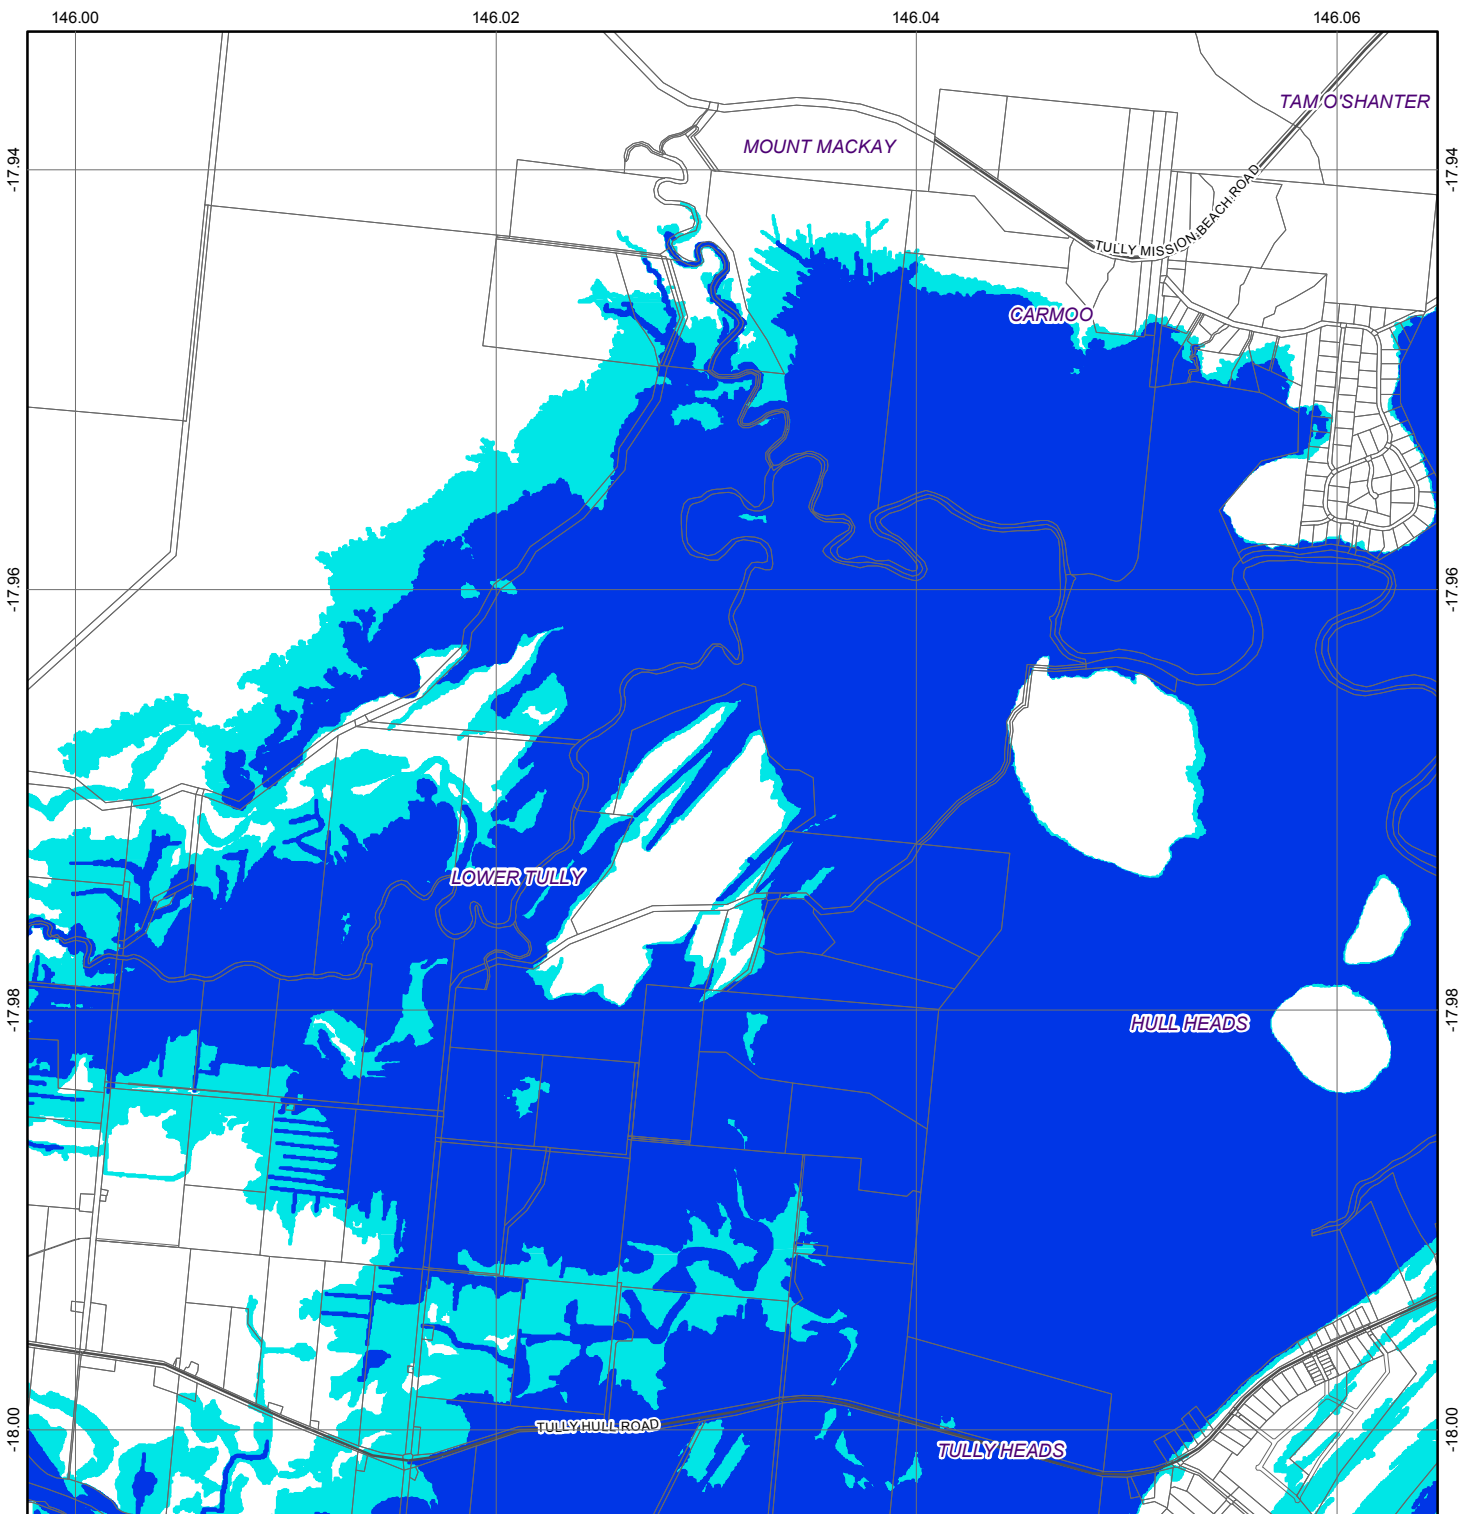 146.00
146.02
146.04
146.06
TAM O'SHANTER
MOUNT MACKAY
-17.94
-17.94
TULLY MISSION BEACH ROAD
CARMOO
-17.96
-17.96
LOWER TULLY
-17.98
-17.98
HULL HEADS
-18.00
-18.00
TULLY HULL ROAD
TULLY HEADS